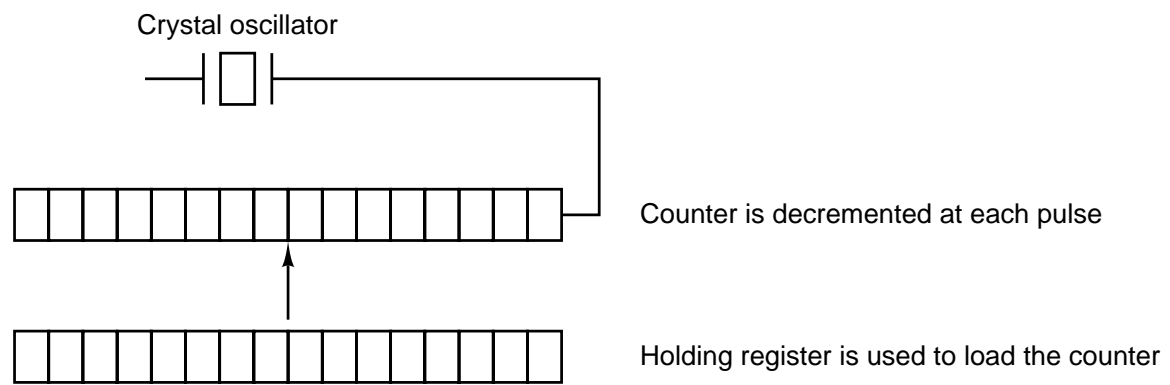 Crystal oscillator
Counter is decremented at each pulse
Holding register is used to load the counter